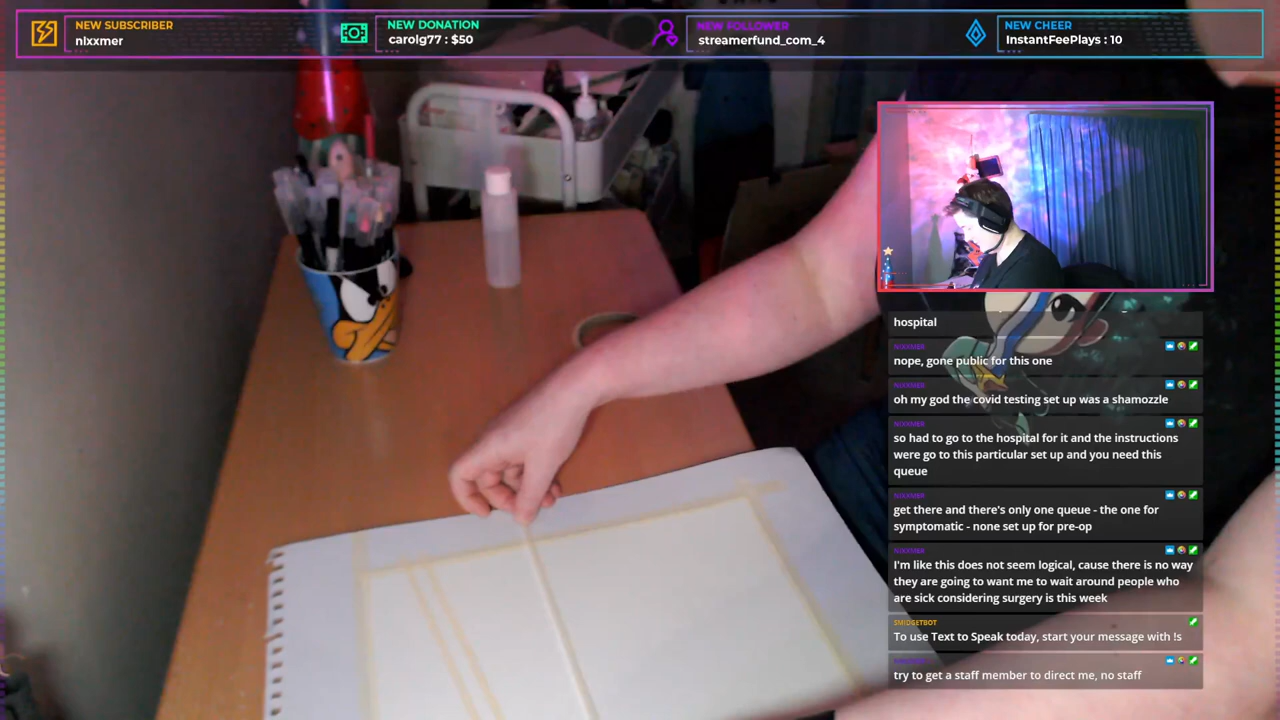 NEW SUBSCRIBER
nixxmer
NEW DONATION
carolg77 : $50
NEW FOLLOWER
streamerfund_com_4
NEW CHEER
InstantFeePlays : 10
hospital
NIXXMER
nope, gone public for this one
NIXXMER
oh my god the covid testing set up was a shamozzle
NIXXMER
so had to go to the hospital for it and the instructions
were go to this particular set up and you need this
queue
NIXXMER
get there and there's only one queue - the one for
symptomatic - none set up for pre-op
NIXXMER
I'm like this does not seem logical, cause there is no way
they are going to want me to wait around people who
are sick considering surgery is this week
SMIDGETBOT
To use Text to Speak today, start your message with !s
try to get a staff member to direct me, no staff